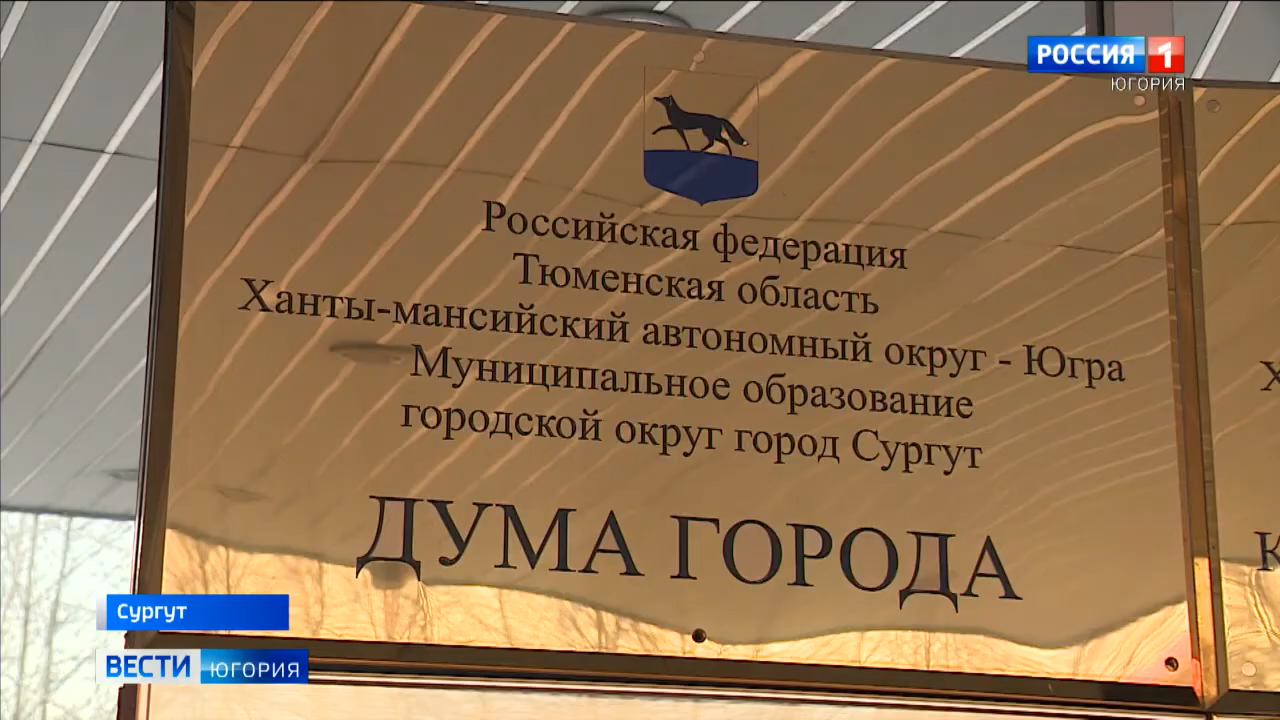 РОССИЯ 1
ЮГОРИЯ
Российская федерация
Тюменская область
Ханты-мансийский автономный округ - Югра
Муниципальное образование
городской округ город Сургут
ДУМА ГОРОДА
Сургут
ВЕСТИ ЮГОРИЯ